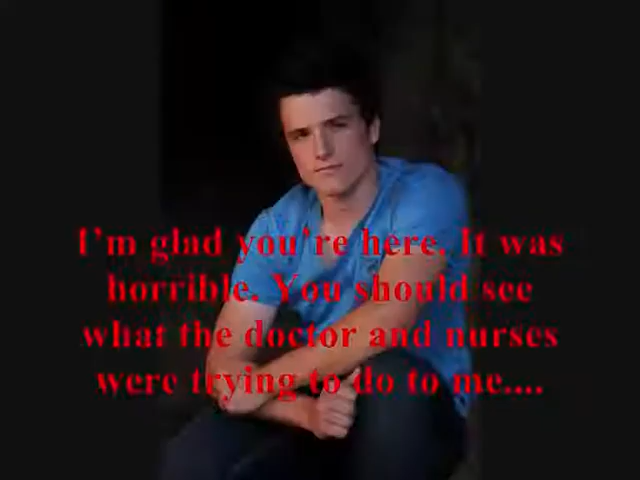 I'm glad you're here. It was
horrible. You should see
what the doctor and nurses
were trying to do to me....